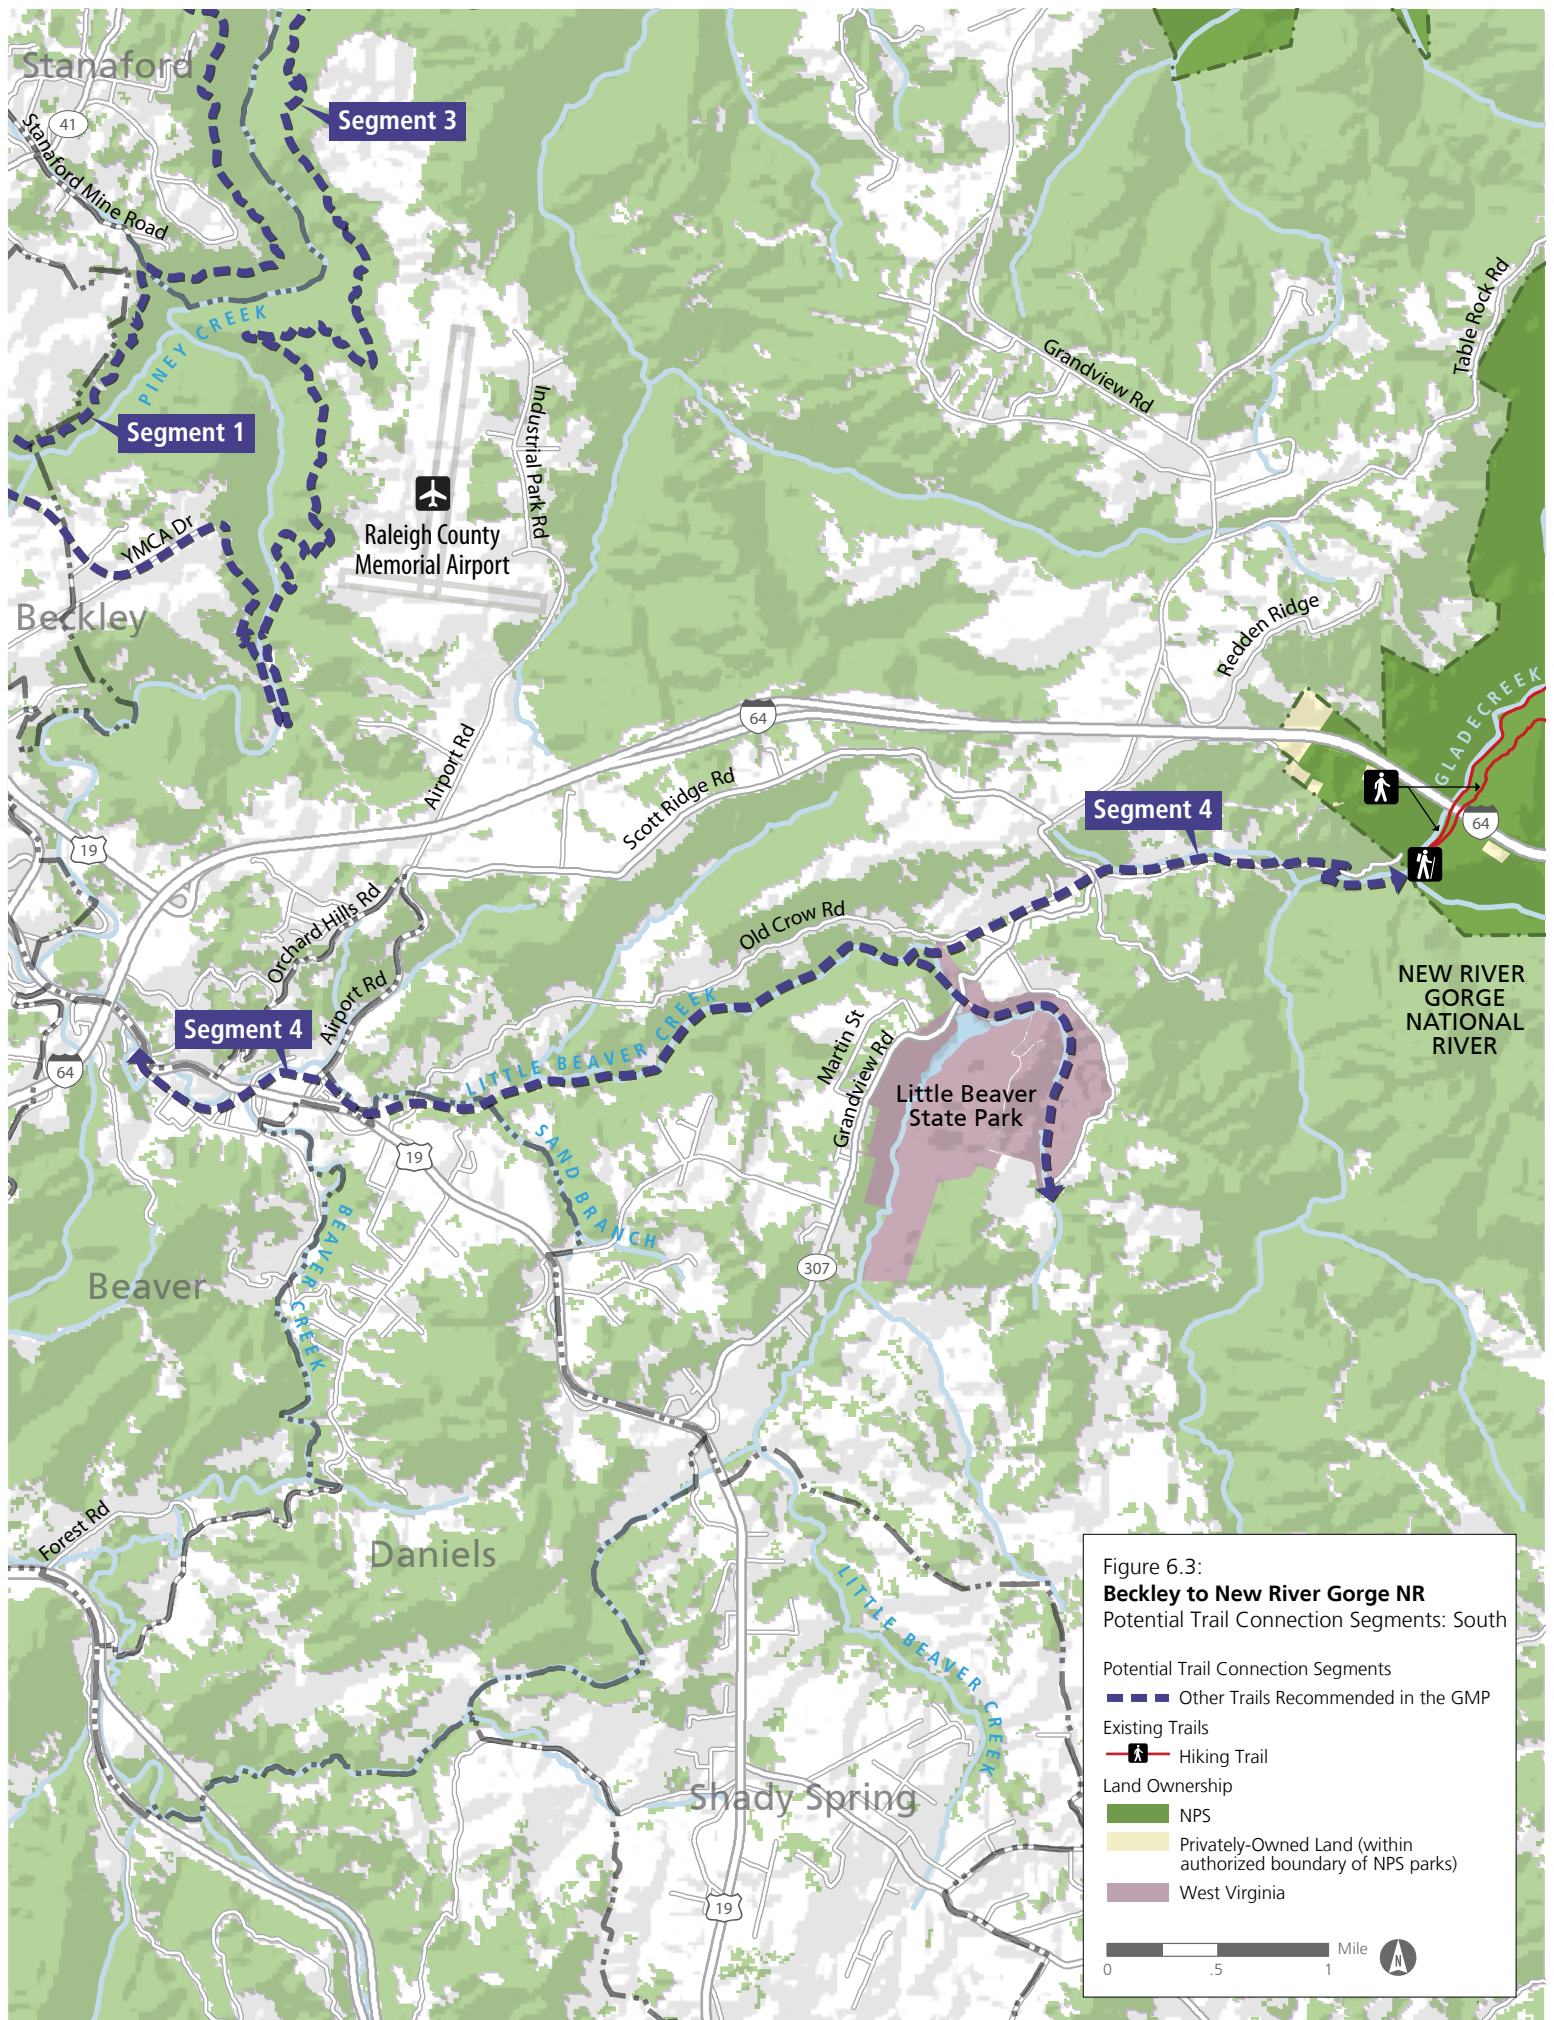 Stanaford
41
Stanaford Mine Road
Segment 3
PINEY CREEK
Segment 1
YMCA Dr
Beckley
Industrial Park Rd
Raleigh County
Memorial Airport
Grandview Rd
Table Rock Rd
Redden Ridge
GLADECREEK
64
64
Airport Rd
Scott Ridge Rd
Segment 4
19
Orchard Hills Rd
Old Crow Rd
Airport Rd
Segment 4
64
LITTLE BEAVER CREEK
Martin St
Grandview Rd
Little Beaver
State Park
NEW RIVER
GORGE
NATIONAL
RIVER
19
SAND BRANCH
BEAVER CREEK
Beaver
307
Forest Rd
Daniels
LITTLE BEAVER CREEK
Shady Spring
19
Figure 6.3:
Beckley to New River Gorge NR
Potential Trail Connection Segments: South
Potential Trail Connection Segments
Other Trails Recommended in the GMP
Existing Trails
Hiking Trail
Land Ownership
NPS
Privately-Owned Land (within
authorized boundary of NPS parks)
West Virginia
Mile
0 .5 1
N